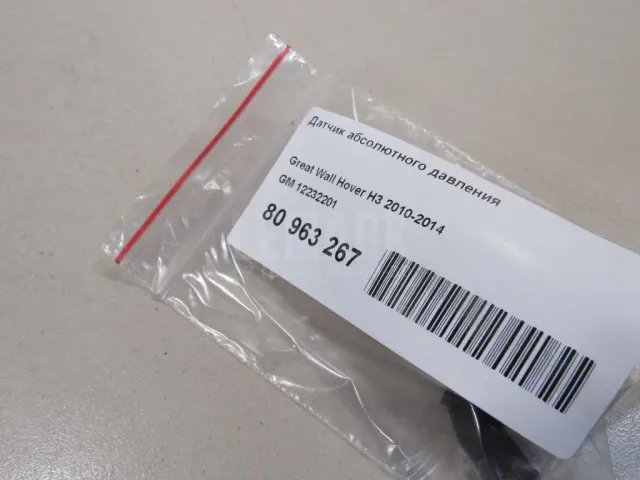 Датчик абсолютного давления
Great Wall Hover H3 2010-2014
GM 12232201
80 963 267